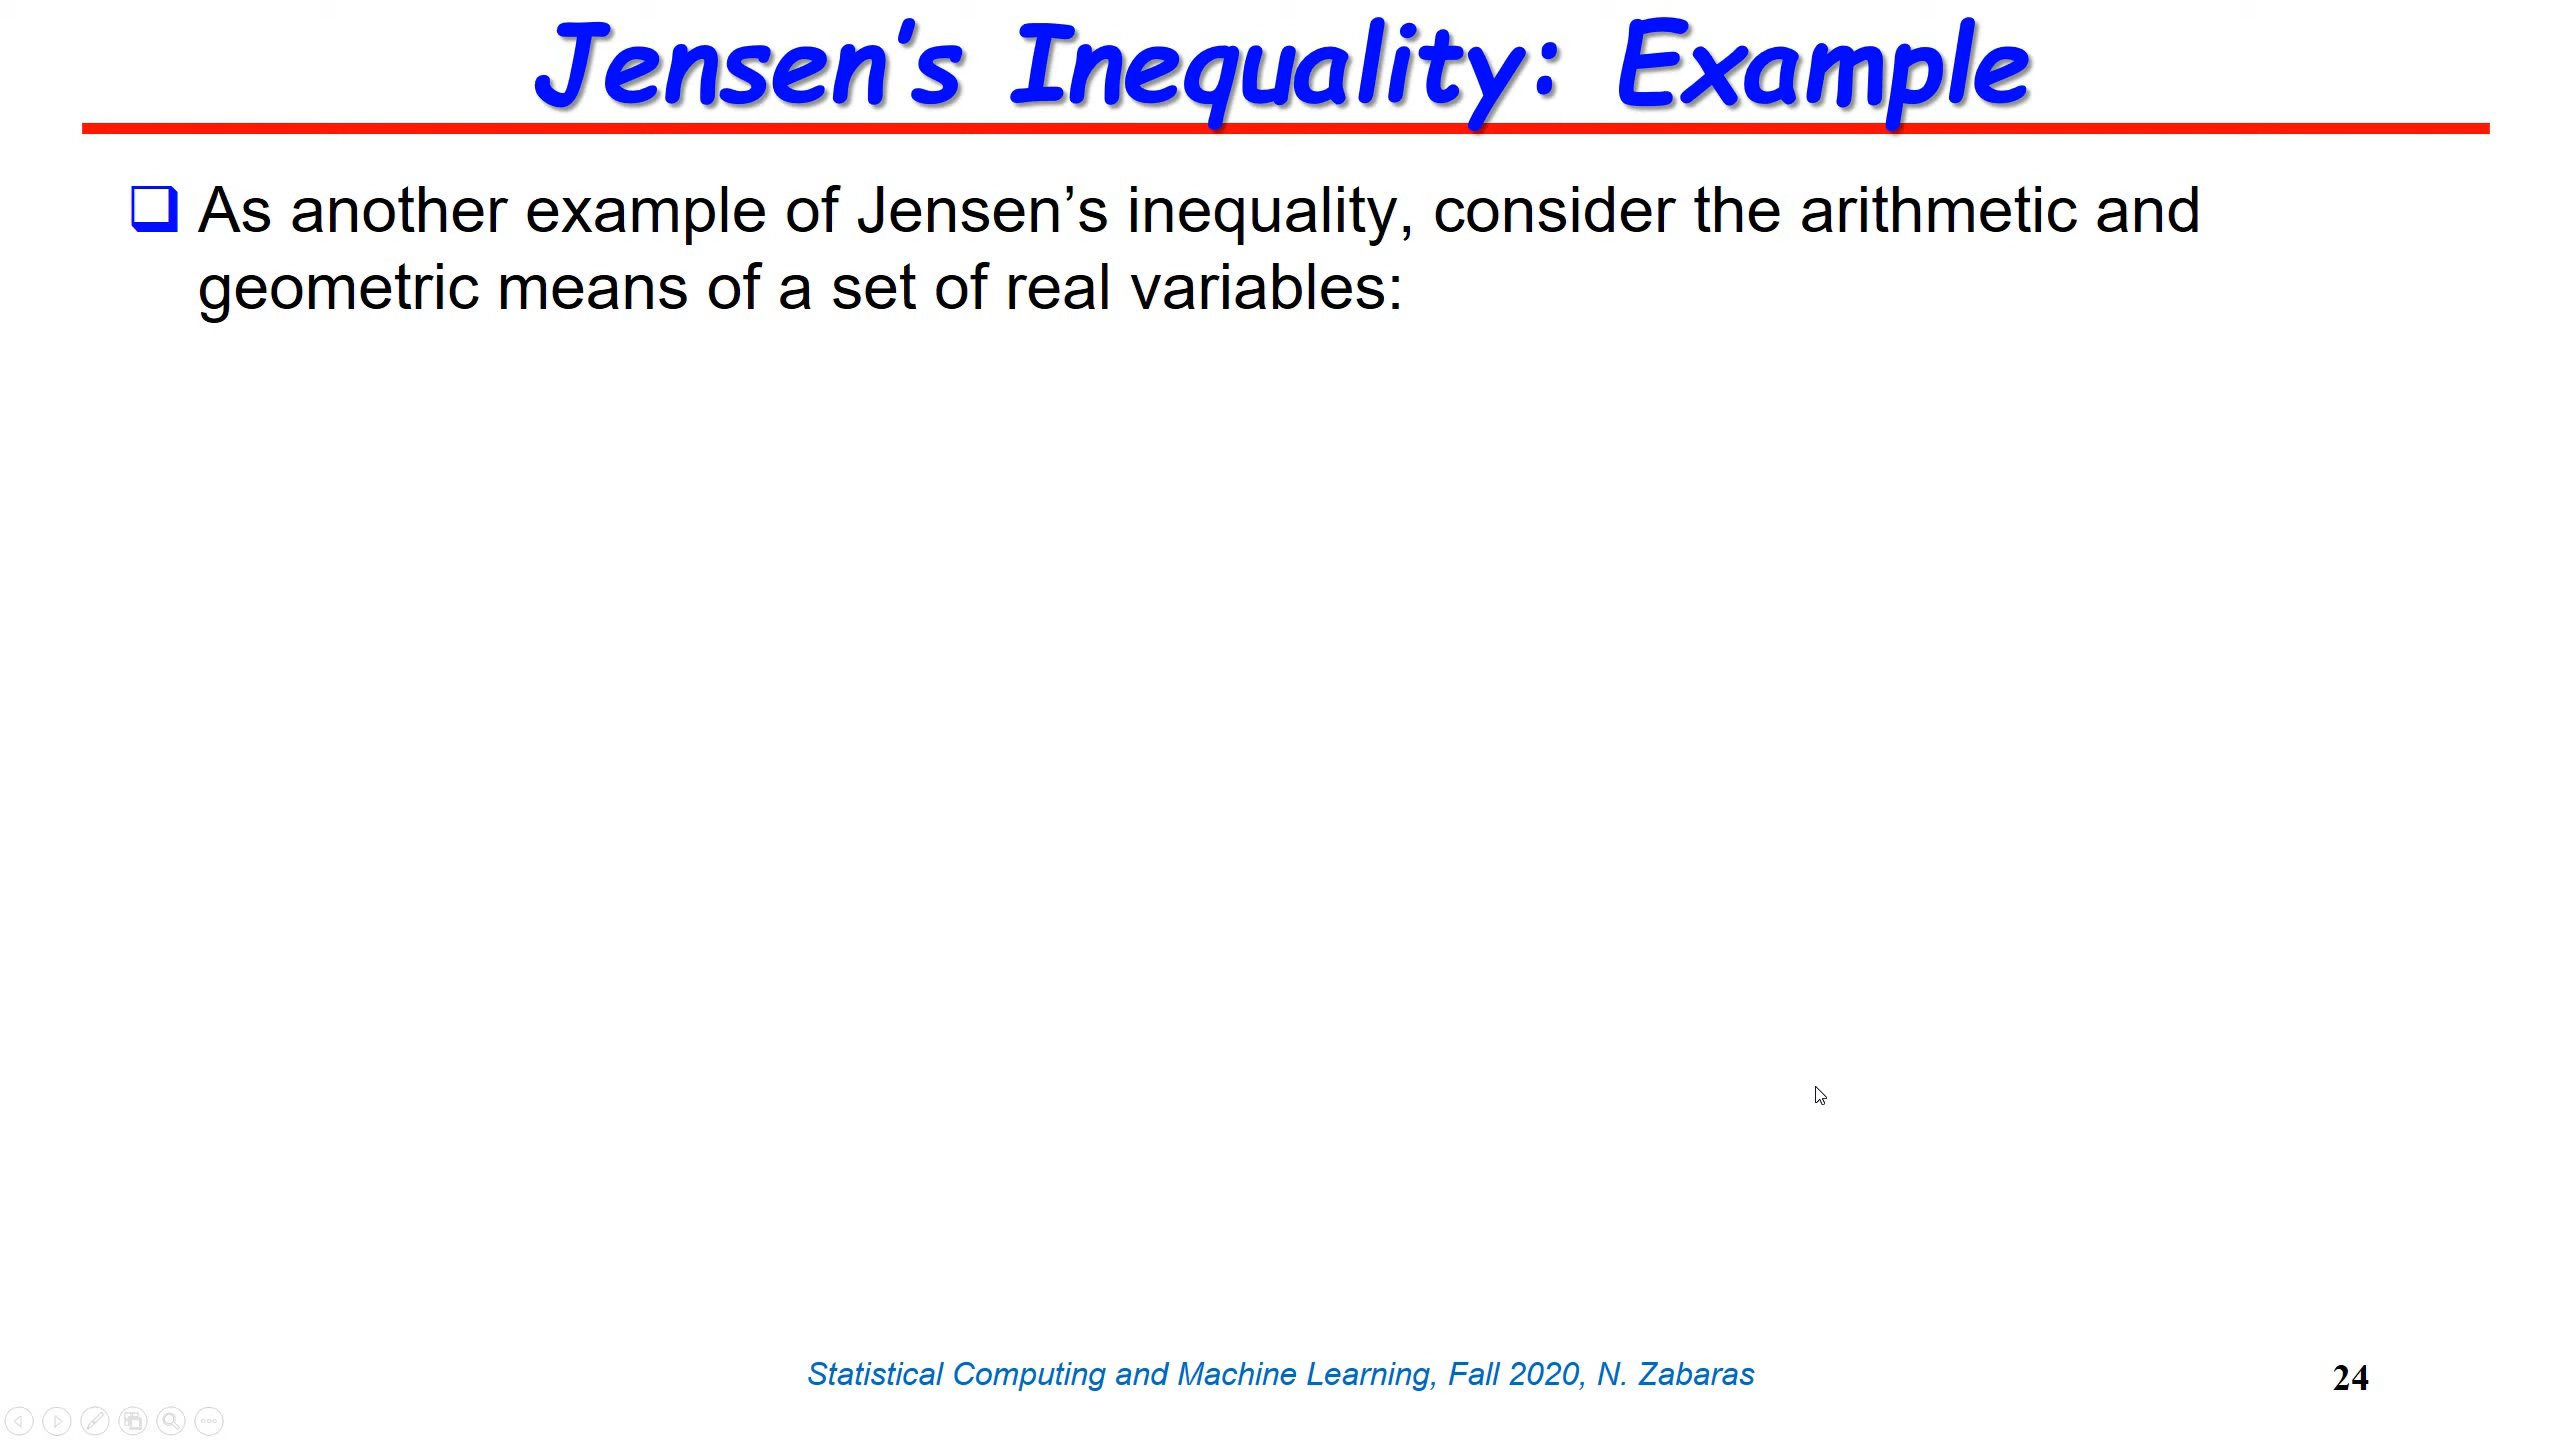 Jensen’s Inequality: Example
As another example of Jensen’s inequality, consider the arithmetic and
geometric means of a set of real variables:
Statistical Computing and Machine Learning, Fall 2020, N. Zabaras
24